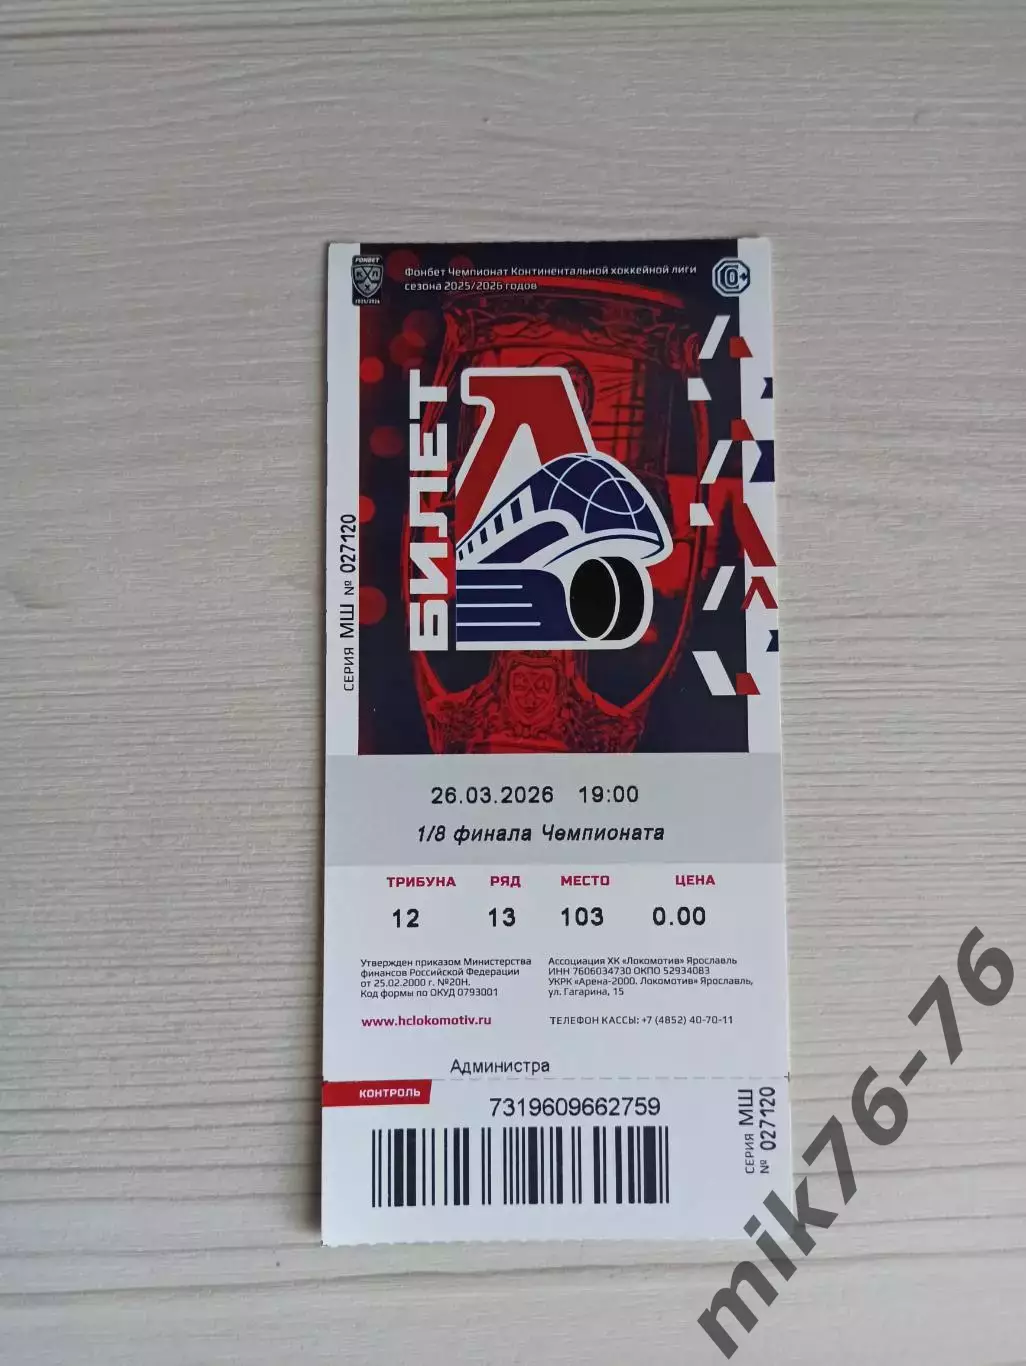 FONBET
КХЛ
2025/2026
Фонбет Чемпионат Континентальной хоккейной лиги
сезона 2025/2026 годов
0+
БИЛЕТ
СЕРИЯ МШ № 027120
26.03.2026 19:00
1/8 финала Чемпионата
ТРИБУНА РЯД МЕСТО ЦЕНА
12 13 103 0.00
Утвержден приказом Министерства
финансов Российской Федерации
от 25.02.2000 г. №20Н.
Код формы по ОКУД 0793001
www.hclokomotiv.ru
Ассоциация ХК «Локомотив» Ярославль
ИНН 7606034730 ОКПО 52934083
УКРК «Арена-2000. Локомотив» Ярославль,
ул. Гагарина, 15
ТЕЛЕФОН КАССЫ: +7 (4852) 40-70-11
Администра
КОНТРОЛЬ
7319609662759
СЕРИЯ МШ
№ 027120
mik76-76